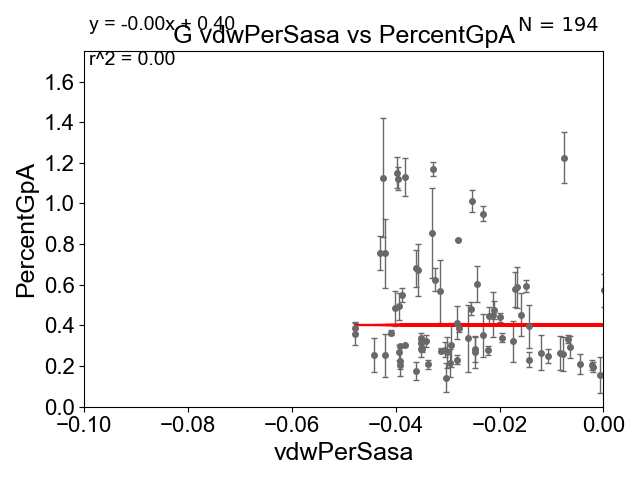 y = -0.00x + 0.40
N = 194
G vdwPerSasa vs PercentGpA
r^2 = 0.00
PercentGpA
1.6
1.4
1.2
1.0
0.8
0.6
0.4
0.2
0.0
−0.10 −0.08 −0.06 −0.04 −0.02 0.00
vdwPerSasa